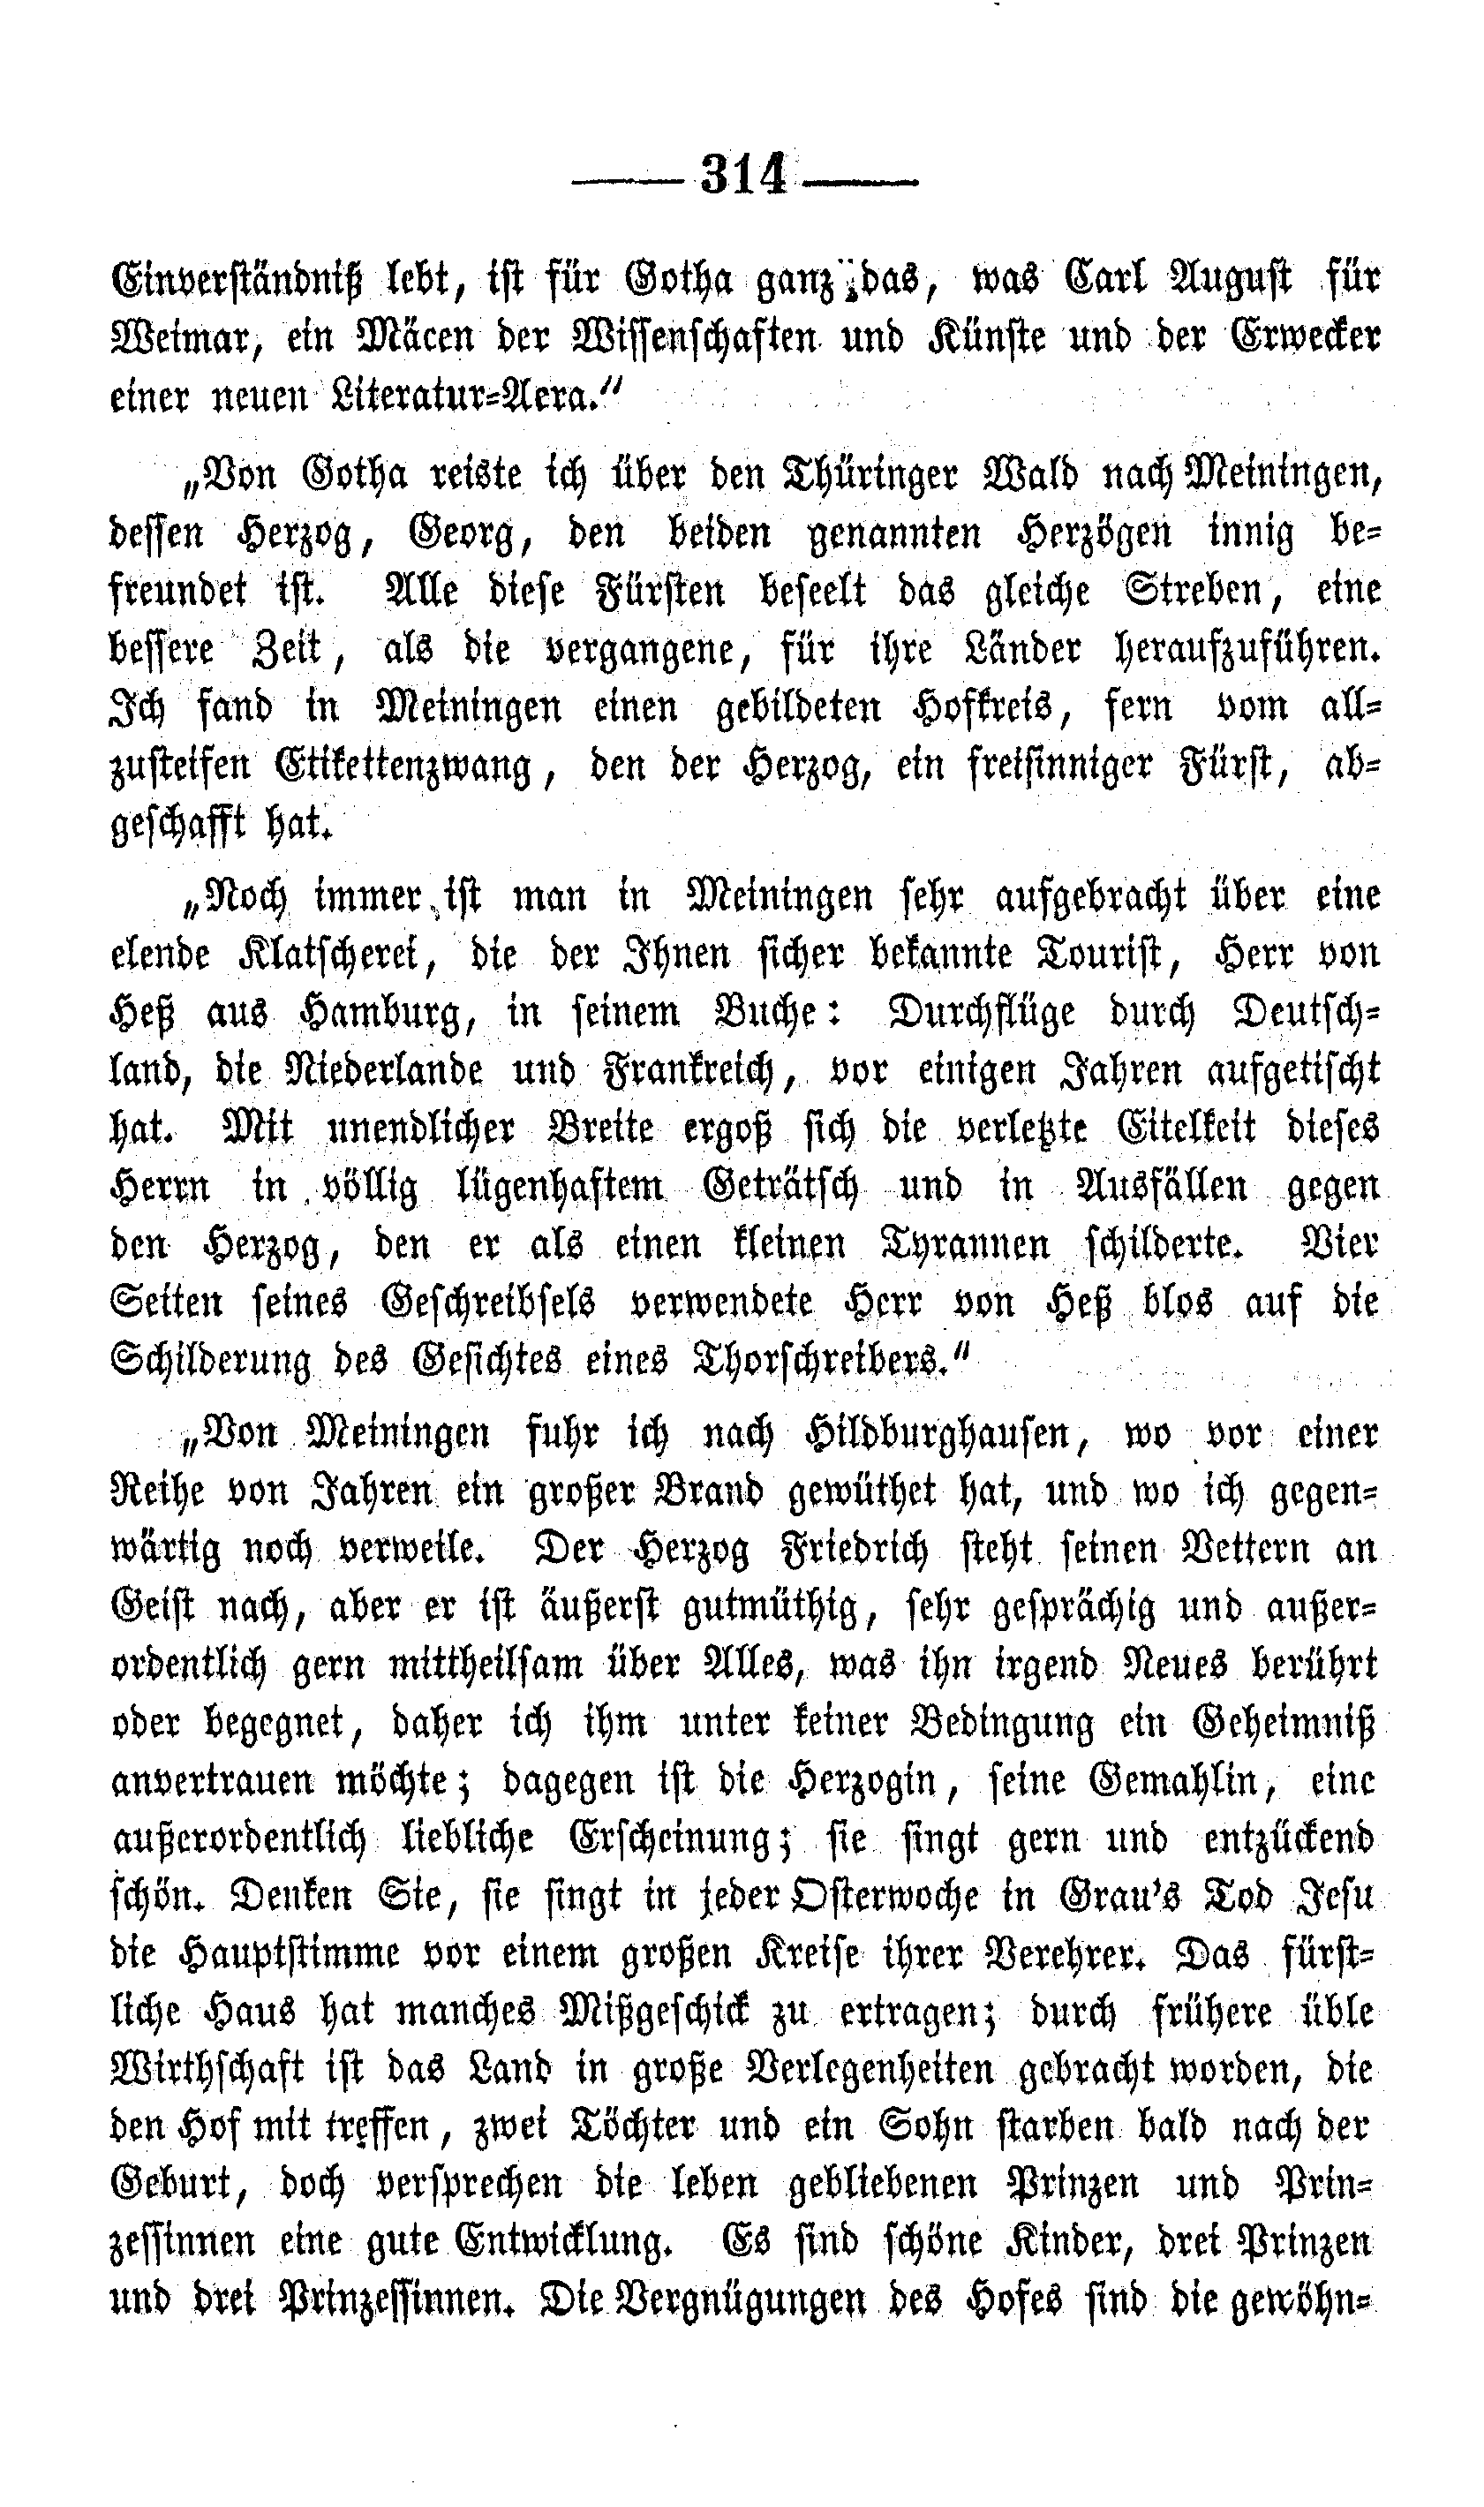 314
Einverständniß lebt, ist für Gotha ganz das, was Carl August für
Weimar, ein Mäcen der Wissenschaften und Künste und der Erwecker
einer neuen Literatur=Aera.“
„Von Gotha reiste ich über den Thüringer Wald nach Meiningen,
dessen Herzog, Georg, den beiden genannten Herzögen innig be=
freundet ist. Alle diese Fürsten beseelt das gleiche Streben, eine
bessere Zeit, als die vergangene, für ihre Länder heraufzuführen.
Ich fand in Meiningen einen gebildeten Hofkreis, fern vom all=
zusteifen Etikettenzwang, den der Herzog, ein freisinniger Fürst, ab=
geschafft hat.
„Noch immer ist man in Meiningen sehr aufgebracht über eine
elende Klatscherei, die der Ihnen sicher bekannte Tourist, Herr von
Heß aus Hamburg, in seinem Buche: Durchflüge durch Deutsch=
land, die Niederlande und Frankreich, vor einigen Jahren aufgetischt
hat. Mit unendlicher Breite ergoß sich die verletzte Eitelkeit dieses
Herrn in völlig lügenhaftem Geträtsch und in Ausfällen gegen
den Herzog, den er als einen kleinen Tyrannen schilderte. Vier
Seiten seines Geschreibsels verwendete Herr von Heß blos auf die
Schilderung des Gesichtes eines Thorschreibers.“
„Von Meiningen fuhr ich nach Hildburghausen, wo vor einer
Reihe von Jahren ein großer Brand gewüthet hat, und wo ich gegen=
wärtig noch verweile. Der Herzog Friedrich steht seinen Vettern an
Geist nach, aber er ist äußerst gutmüthig, sehr gesprächig und außer=
ordentlich gern mittheilsam über Alles, was ihn irgend Neues berührt
oder begegnet, daher ich ihm unter keiner Bedingung ein Geheimniß
anvertrauen möchte; dagegen ist die Herzogin, seine Gemahlin, eine
außerordentlich liebliche Erscheinung; sie singt gern und entzückend
schön. Denken Sie, sie singt in jeder Osterwoche in Grau's Tod Jesu
die Hauptstimme vor einem großen Kreise ihrer Verehrer. Das fürst=
liche Haus hat manches Mißgeschick zu ertragen; durch frühere üble
Wirthschaft ist das Land in große Verlegenheiten gebracht worden, die
den Hof mit treffen, zwei Töchter und ein Sohn starben bald nach der
Geburt, doch versprechen die leben gebliebenen Prinzen und Prin=
zessinnen eine gute Entwicklung. Es sind schöne Kinder, drei Prinzen
und drei Prinzessinnen. Die Vergnügungen des Hofes sind die gewöhn=